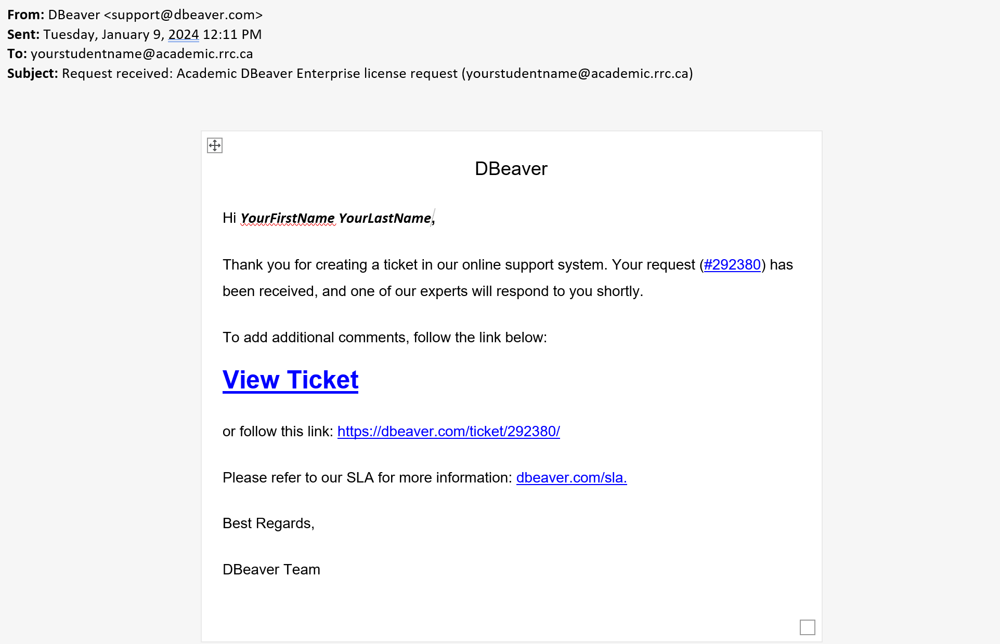 From: DBeaver <support@dbeaver.com>
Sent: Tuesday, January 9, 2024 12:11 PM
To: yourstudentname@academic.rrc.ca
Subject: Request received: Academic DBeaver Enterprise license request (yourstudentname@academic.rrc.ca)
DBeaver
Hi YourFirstName YourLastName,
Thank you for creating a ticket in our online support system. Your request (#292380) has
been received, and one of our experts will respond to you shortly.
To add additional comments, follow the link below:
View Ticket
or follow this link: https://dbeaver.com/ticket/292380/
Please refer to our SLA for more information: dbeaver.com/sla.
Best Regards,
DBeaver Team